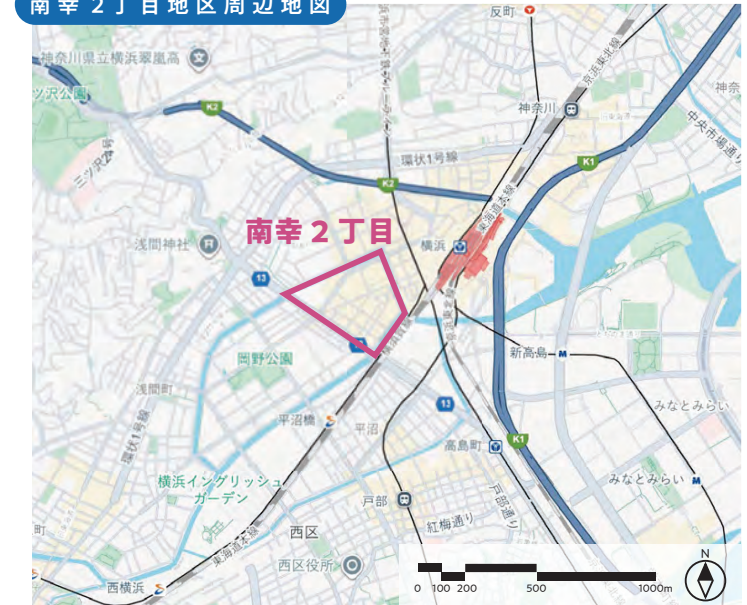 南幸２丁目地区周辺地図
反町
神奈川県立横浜翠嵐高
京浜東北線
ツ沢公園
K2
神奈川
神奈
三ツ沢2号
中央市場通り
環状1号線
K1
K2
東海道本線
南幸２丁目
横浜
浅間神社
13
岡野公園
新高島
浅間町
みなとみらい
環状1号線
平沼橋
平沼
13
高島町
K1
横浜イングリッシュ
ガーデン
みなとみらい
戸部
戸部通り
紅梅通り
町
西区
東海道本線
西区役所
西横浜
N
0 100 200 500 1000m